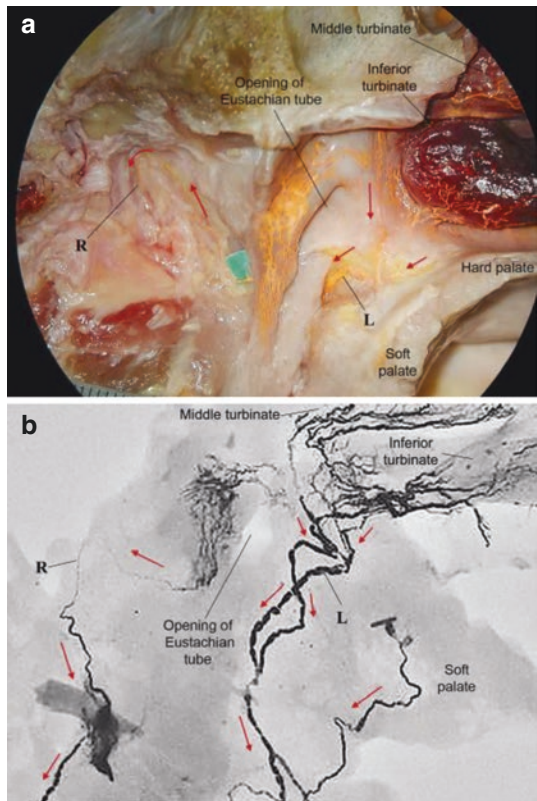 a
Middle turbinate
Inferior
turbinate
Opening of
Eustachian tube
R
L
Hard palate
Soft
palate
b
Middle turbinate
Inferior
turbinate
R
Opening of
Eustachian
tube
L
Soft
palate